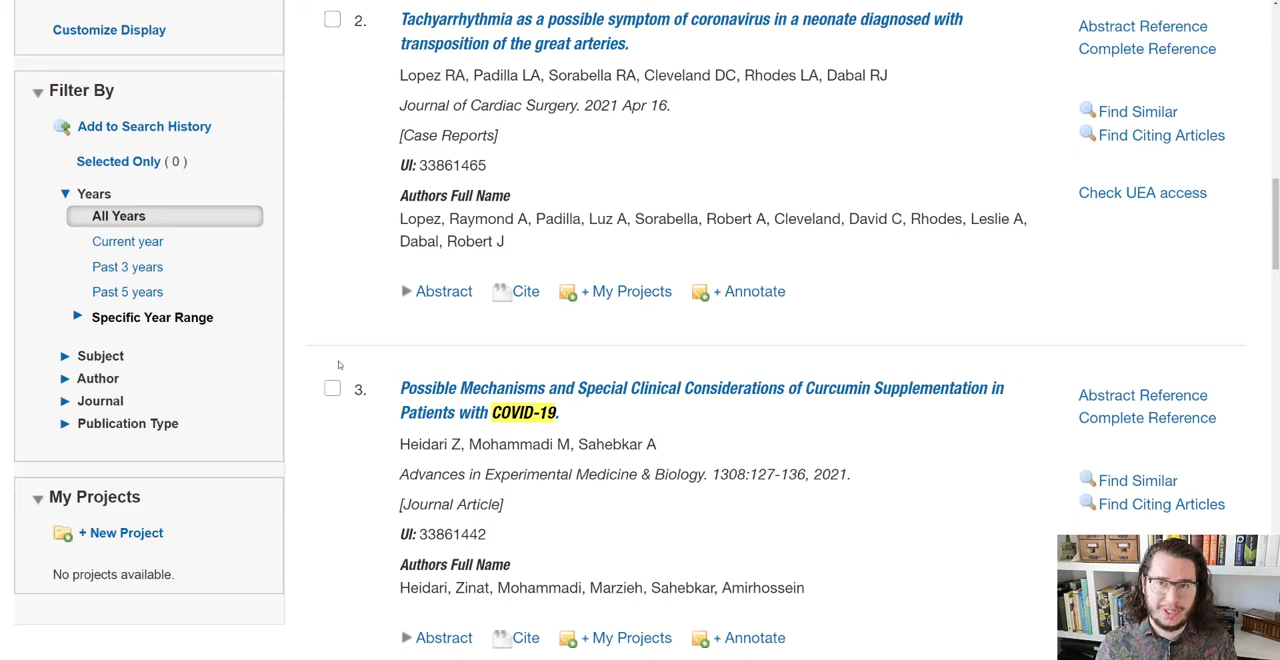 Customize Display
Filter By
Add to Search History
Selected Only ( 0 )
Years
All Years
Current year
Past 3 years
Past 5 years
Specific Year Range
Subject
Author
Journal
Publication Type
My Projects
+ New Project
No projects available.
2.
Tachyarrhythmia as a possible symptom of coronavirus in a neonate diagnosed with
transposition of the great arteries.
Lopez RA, Padilla LA, Sorabella RA, Cleveland DC, Rhodes LA, Dabal RJ
Journal of Cardiac Surgery. 2021 Apr 16.
[Case Reports]
UI: 33861465
Authors Full Name
Lopez, Raymond A, Padilla, Luz A, Sorabella, Robert A, Cleveland, David C, Rhodes, Leslie A,
Dabal, Robert J
Abstract Cite + My Projects + Annotate
Abstract Reference
Complete Reference
Find Similar
Find Citing Articles
Check UEA access
3.
Possible Mechanisms and Special Clinical Considerations of Curcumin Supplementation in
Patients with COVID-19.
Heidari Z, Mohammadi M, Sahebkar A
Advances in Experimental Medicine & Biology. 1308:127-136, 2021.
[Journal Article]
UI: 33861442
Authors Full Name
Heidari, Zinat, Mohammadi, Marzieh, Sahebkar, Amirhossein
Abstract Cite + My Projects + Annotate
Abstract Reference
Complete Reference
Find Similar
Find Citing Articles